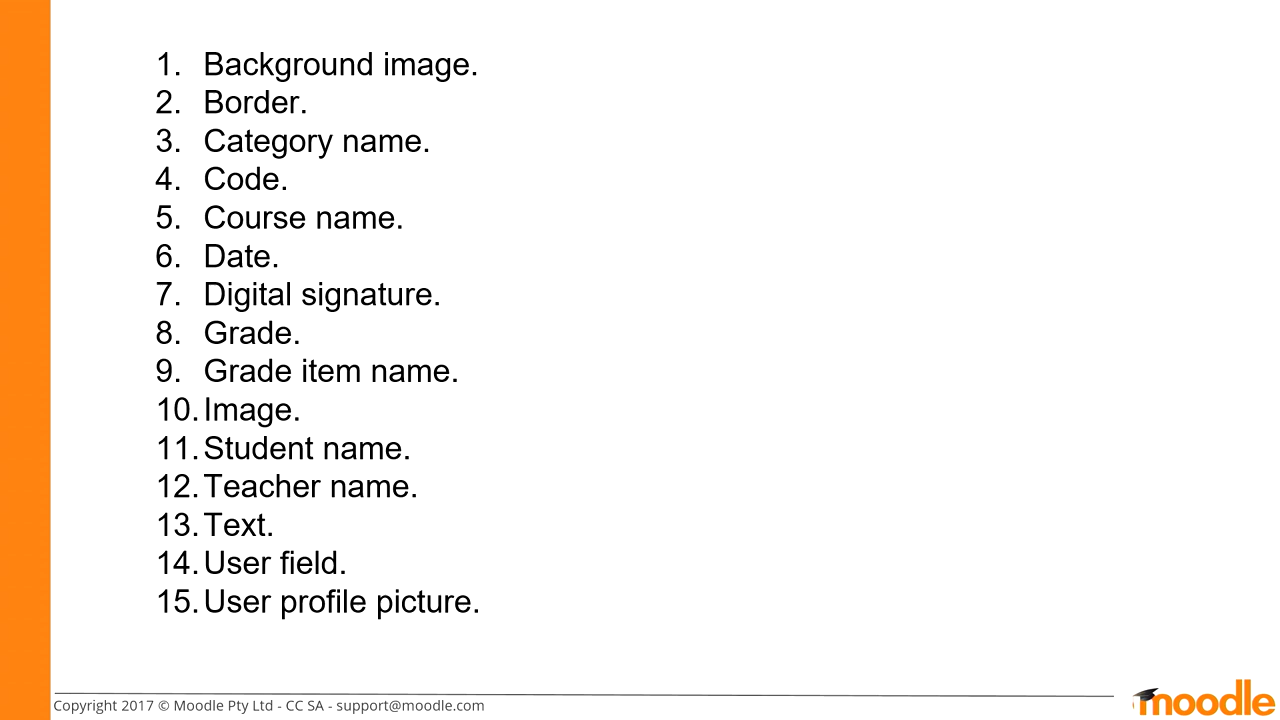 1. Background image.
2. Border.
3. Category name.
4. Code.
5. Course name.
6. Date.
7. Digital signature.
8. Grade.
9. Grade item name.
10. Image.
11. Student name.
12. Teacher name.
13. Text.
14. User field.
15. User profile picture.
Copyright 2017 © Moodle Pty Ltd - CC SA - support@moodle.com
moodle